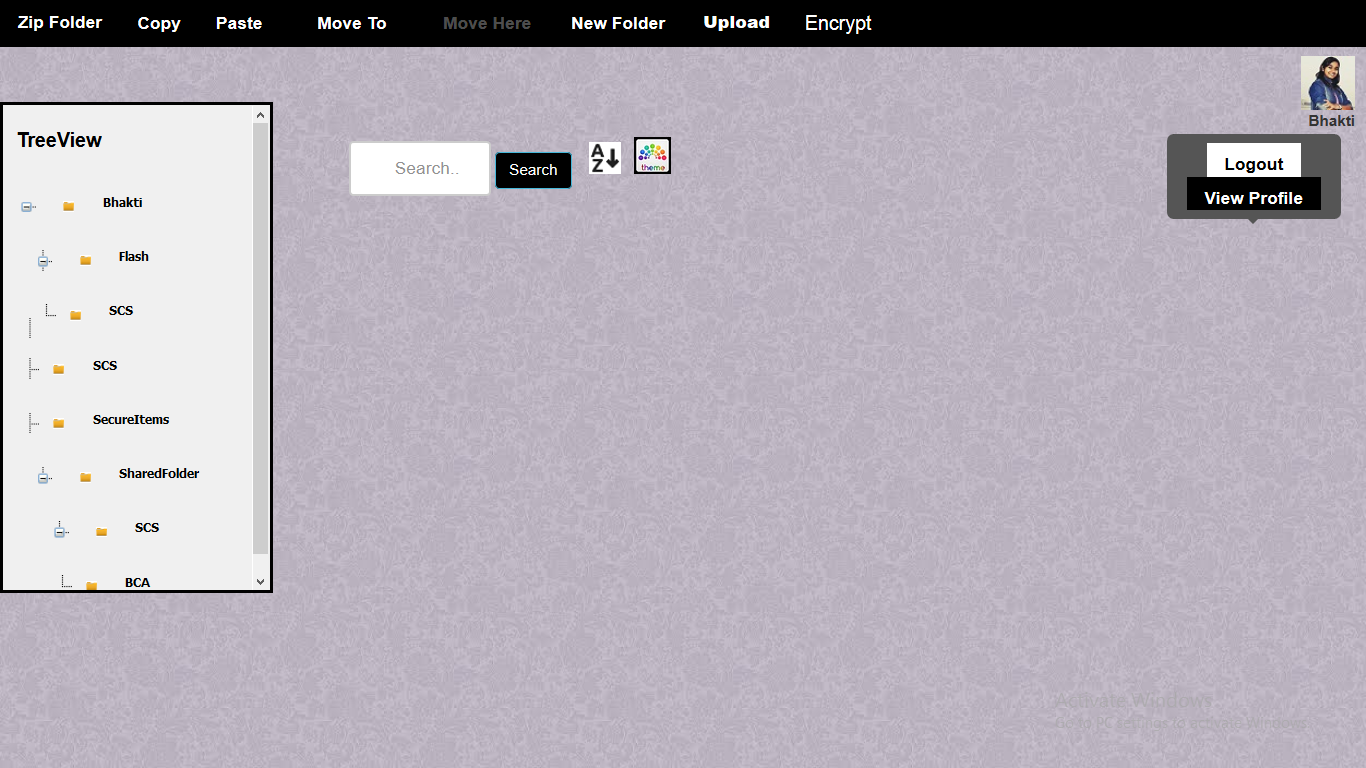 Zip Folder Copy Paste Move To Move Here New Folder Upload Encrypt
Bhakti
TreeView
Search..
Search
A
Z
theme
Logout
View Profile
Bhakti
Flash
SCS
SCS
SecureItems
SharedFolder
SCS
BCA
Activate Windows
Go to PC settings to activate Windows.